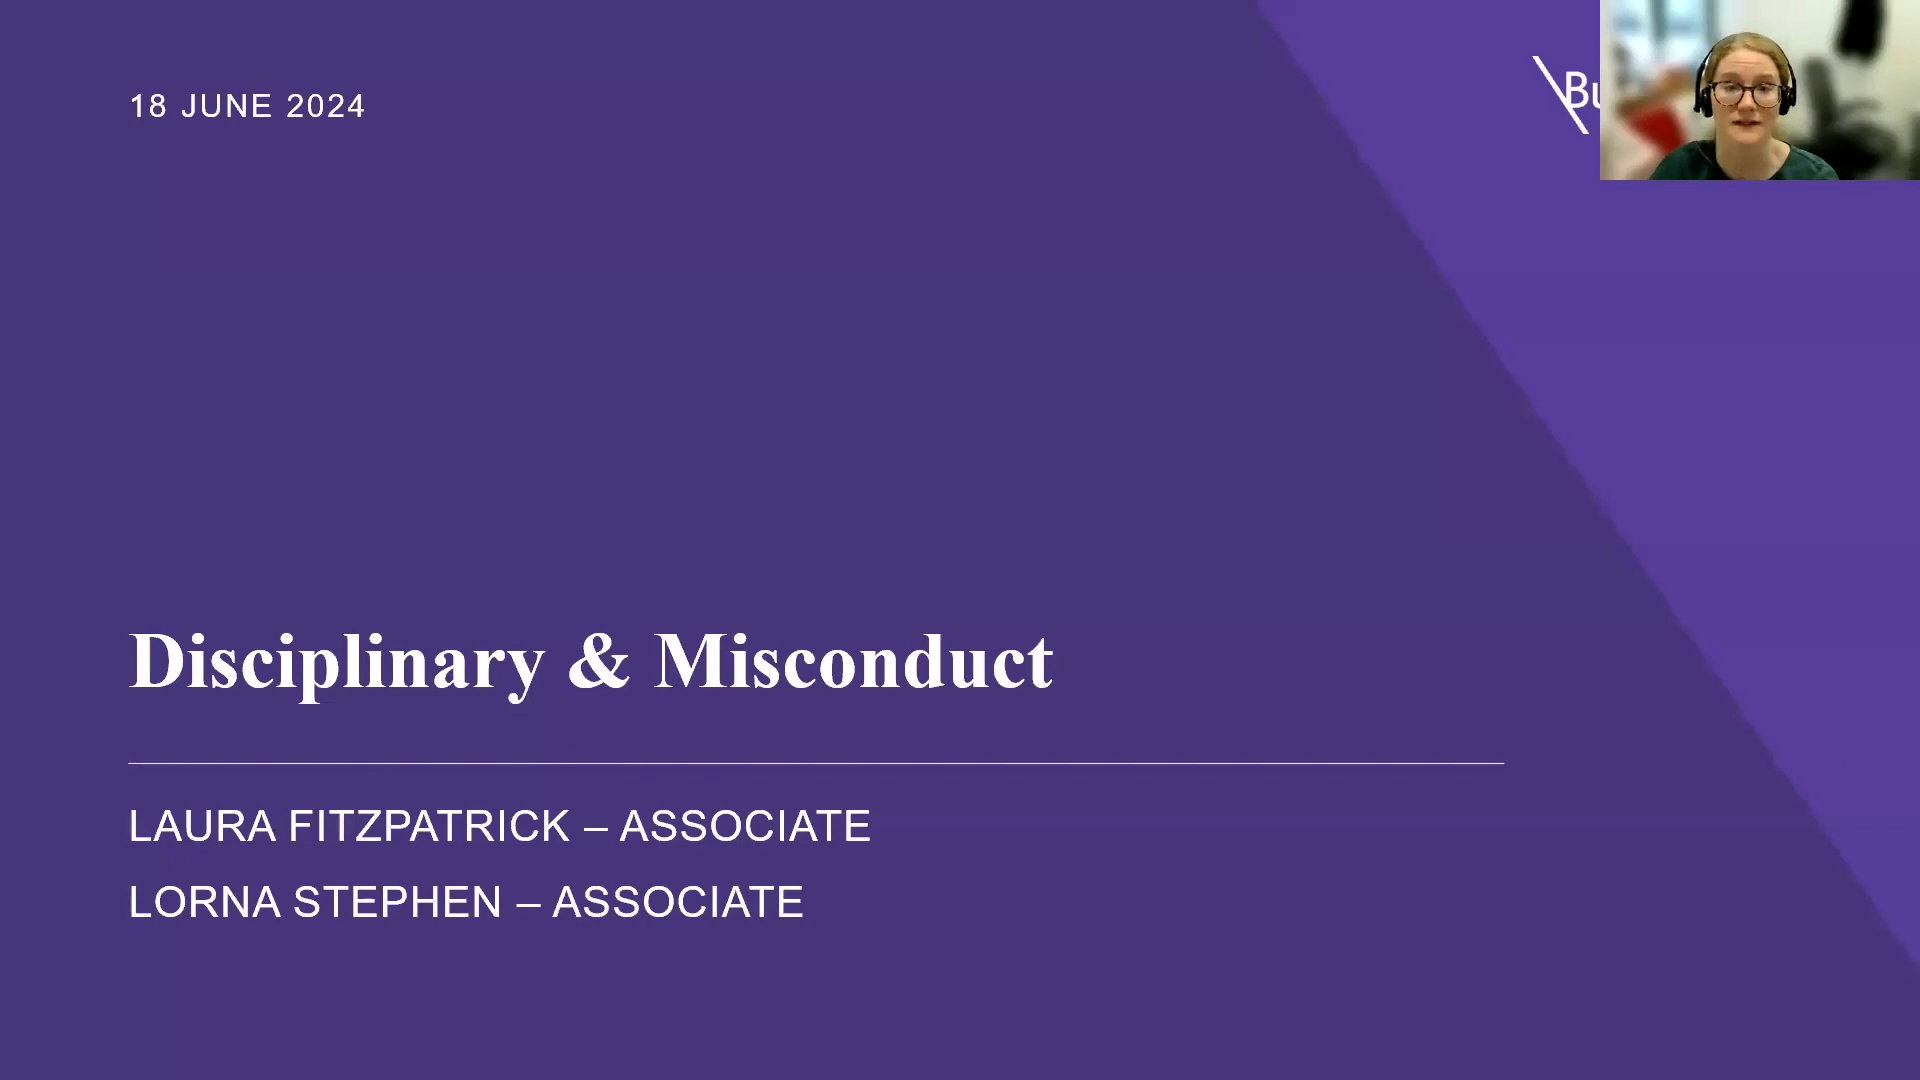 18 JUNE 2024
Disciplinary & Misconduct
LAURA FITZPATRICK – ASSOCIATE
LORNA STEPHEN – ASSOCIATE